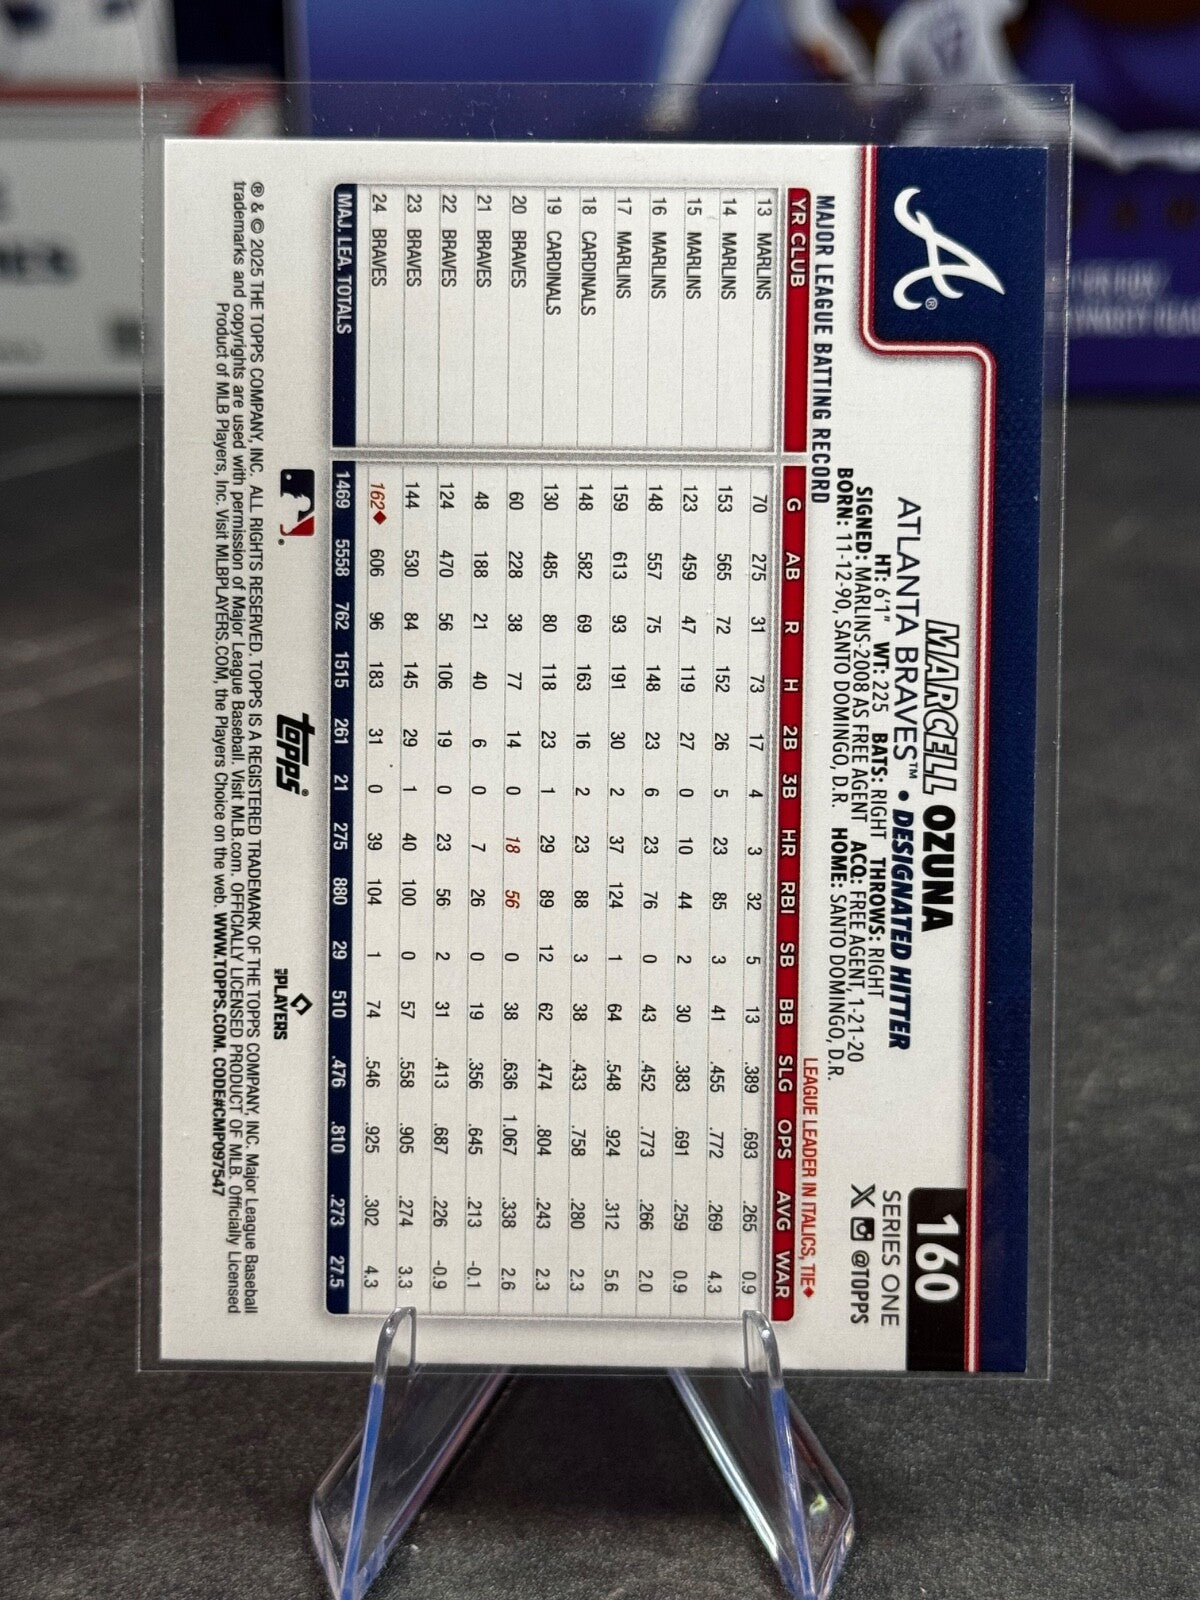 160
SERIES ONE
@TOPPS
MARCELL OZUNA
ATLANTA BRAVES™ • DESIGNATED HITTER
HT: 6'1" WT: 225 BATS: RIGHT THROWS: RIGHT
SIGNED: MARLINS-2008 AS FREE AGENT ACQ: FREE AGENT, 1-21-20
BORN: 11-12-90, SANTO DOMINGO, D.R. HOME: SANTO DOMINGO, D.R.
MAJOR LEAGUE BATTING RECORD LEAGUE LEADER IN ITALICS, TIE♦
YR CLUB G AB R H 2B 3B HR RBI SB BB SLG OPS AVG WAR
13 MARLINS 70 275 31 73 17 4 3 32 5 13 .389 .693 .265 0.9
14 MARLINS 153 565 72 152 26 5 23 85 3 41 .455 .772 .269 4.3
15 MARLINS 123 459 47 119 27 0 10 44 2 30 .383 .691 .259 0.9
16 MARLINS 148 557 75 148 23 6 23 76 0 43 .452 .773 .266 2.0
17 MARLINS 159 613 93 191 30 2 37 124 1 64 .548 .924 .312 5.6
18 CARDINALS 148 582 69 163 16 2 23 88 3 38 .433 .758 .280 2.3
19 CARDINALS 130 485 80 118 23 1 29 89 12 62 .474 .804 .243 2.3
20 BRAVES 60 228 38 77 14 0 18 56 0 38 .636 1.067 .338 2.6
21 BRAVES 48 188 21 40 6 0 7 26 0 19 .356 .645 .213 -0.1
22 BRAVES 124 470 56 106 19 0 23 56 2 31 .413 .687 .226 -0.9
23 BRAVES 144 530 84 145 29 1 40 100 0 57 .558 .905 .274 3.3
24 BRAVES 162♦ 606 96 183 31 0 39 104 1 74 .546 .925 .302 4.3
MAJ. LEA. TOTALS 1469 5558 762 1515 261 21 275 880 29 510 .476 .810 .273 27.5
topps®
PLAYERS
® & © 2025 THE TOPPS COMPANY, INC. ALL RIGHTS RESERVED. TOPPS IS A REGISTERED TRADEMARK OF THE TOPPS COMPANY, INC. Major League Baseball
trademarks and copyrights are used with permission of Major League Baseball. Visit MLB.com. OFFICIALLY LICENSED PRODUCT OF MLB. Officially Licensed
Product of MLB Players, Inc. Visit MLBPLAYERS.COM, the Players Choice on the web. WWW.TOPPS.COM. CODE#CMP097547